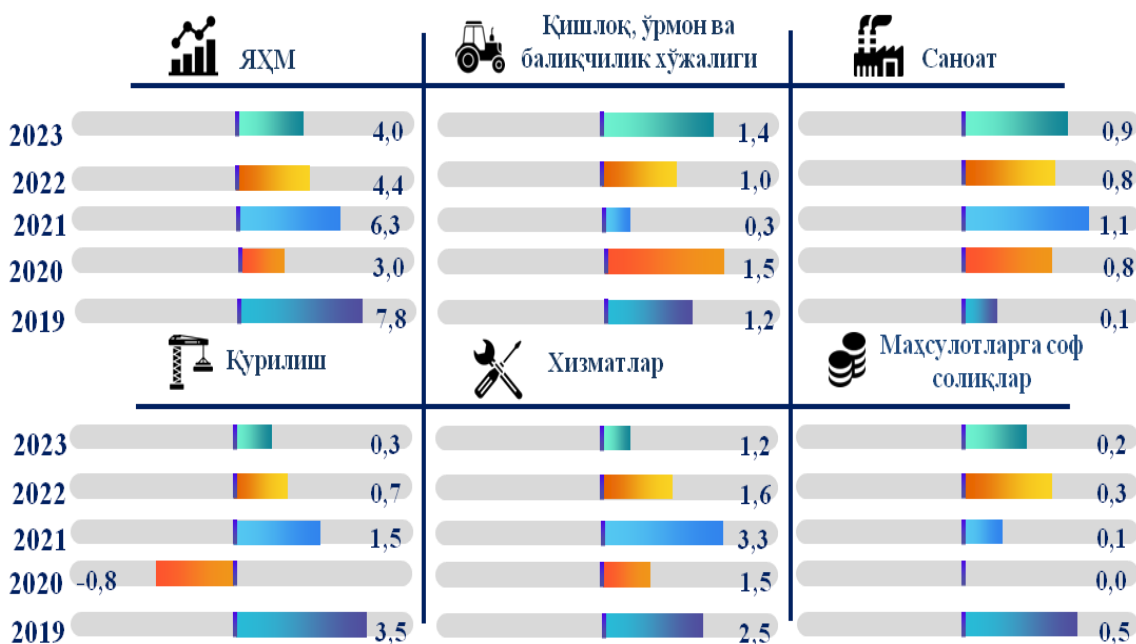 ЯҲМ
Қишлоқ, ўрмон ва
балиқчилик хўжалиги
Саноат
2023 4,0 1,4 0,9
2022 4,4 1,0 0,8
2021 6,3 0,3 1,1
2020 3,0 1,5 0,8
2019 7,8 1,2 0,1
Қурилиш
Хизматлар
Маҳсулотларга соф
солиқлар
2023 0,3 1,2 0,2
2022 0,7 1,6 0,3
2021 1,5 3,3 0,1
2020 -0,8 1,5 0,0
2019 3,5 2,5 0,5